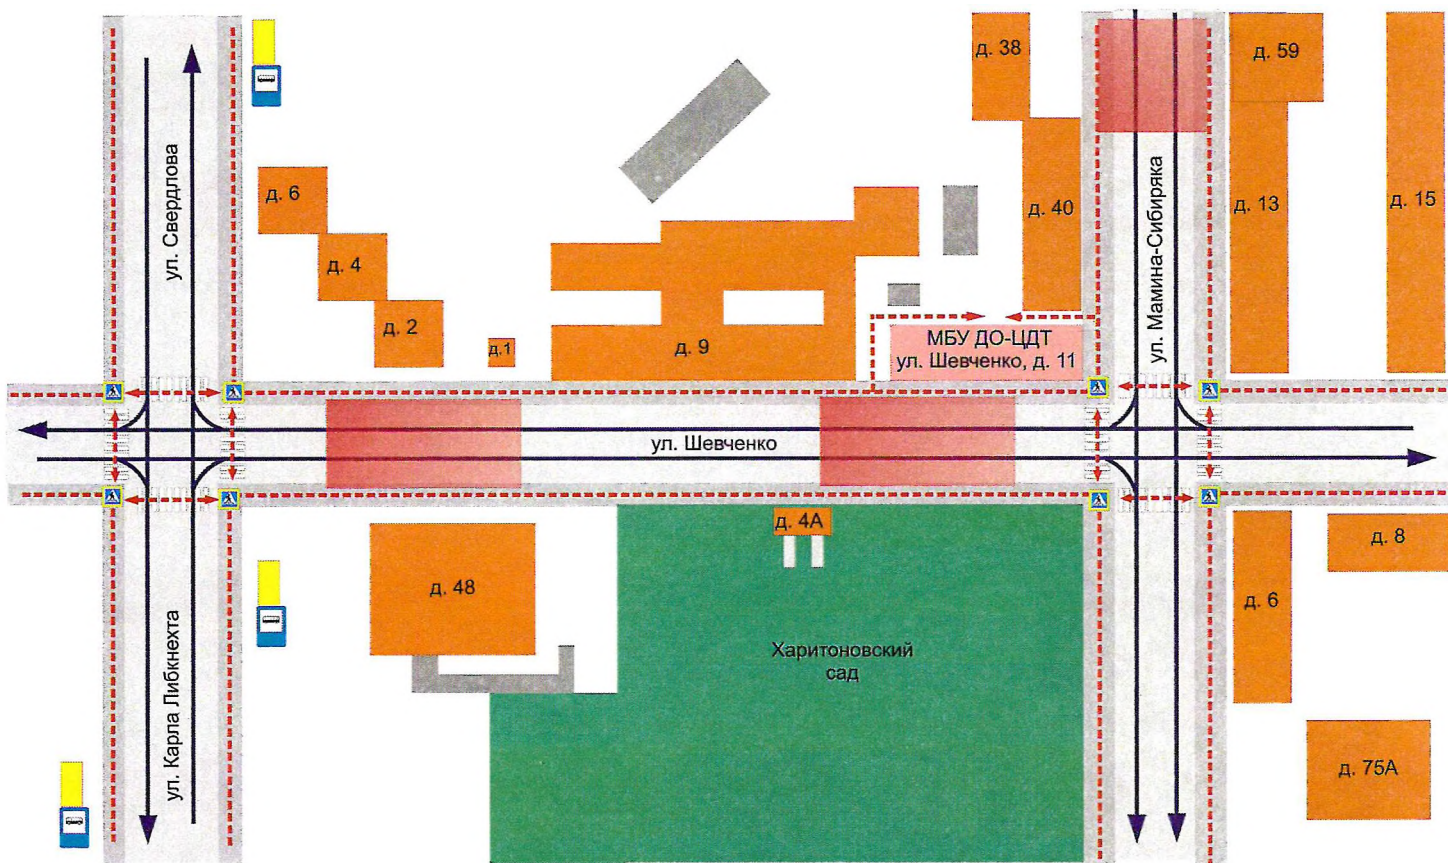 д. 38
д. 59
ул. Свердлова
ул. Мамина-Сибиряка
д. 6
д. 40
д. 13
д. 15
д. 4
д. 2
д.1
д. 9
МБУ ДО-ЦДТ
ул. Шевченко, д. 11
ул. Шевченко
д. 4А
д. 8
д. 48
д. 6
ул. Карла Либкнехта
Харитоновский
сад
д. 75А